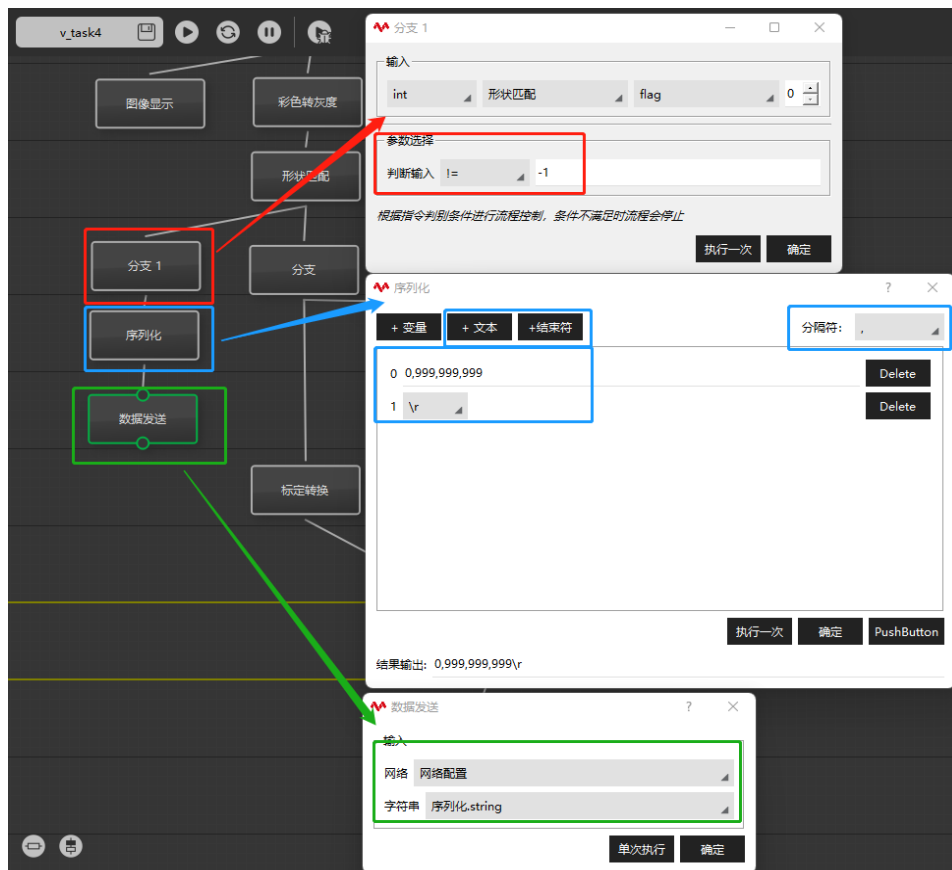 v_task4
图像显示
彩色转灰度
形状匹配
分支 1
分支
序列化
数据发送
标定转换
分支 1
输入
int
形状匹配
flag
0
参数选择
判断输入
!=
-1
根据指令判别条件进行流程控制，条件不满足时流程会停止
执行一次
确定
序列化
?
+ 变量
+ 文本
+结束符
分隔符：
,
0
0,999,999,999
Delete
1
\r
Delete
执行一次
确定
PushButton
结果输出:
0,999,999,999\r
数据发送
?
输入
网络
网络配置
字符串
序列化.string
单次执行
确定